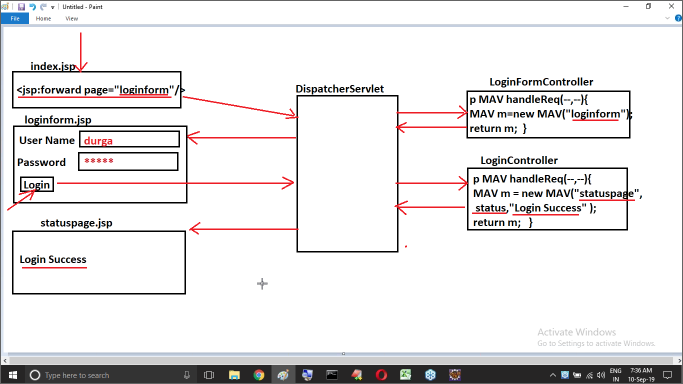 Untitled - Paint
File Home View
index.jsp
<jsp:forward page="loginform"/>
loginform.jsp
User Name durga
Password *****
Login
statuspage.jsp
Login Success
DispatcherServlet
LoginFormController
p MAV handleReq(--,--){
MAV m=new MAV("loginform");
return m; }
LoginController
p MAV handleReq(--,--){
MAV m = new MAV("statuspage",
status,"Login Success" );
return m; }
Activate Windows
Go to Settings to activate Windows.
Type here to search
ENG
IN
7:36 AM
10-Sep-19